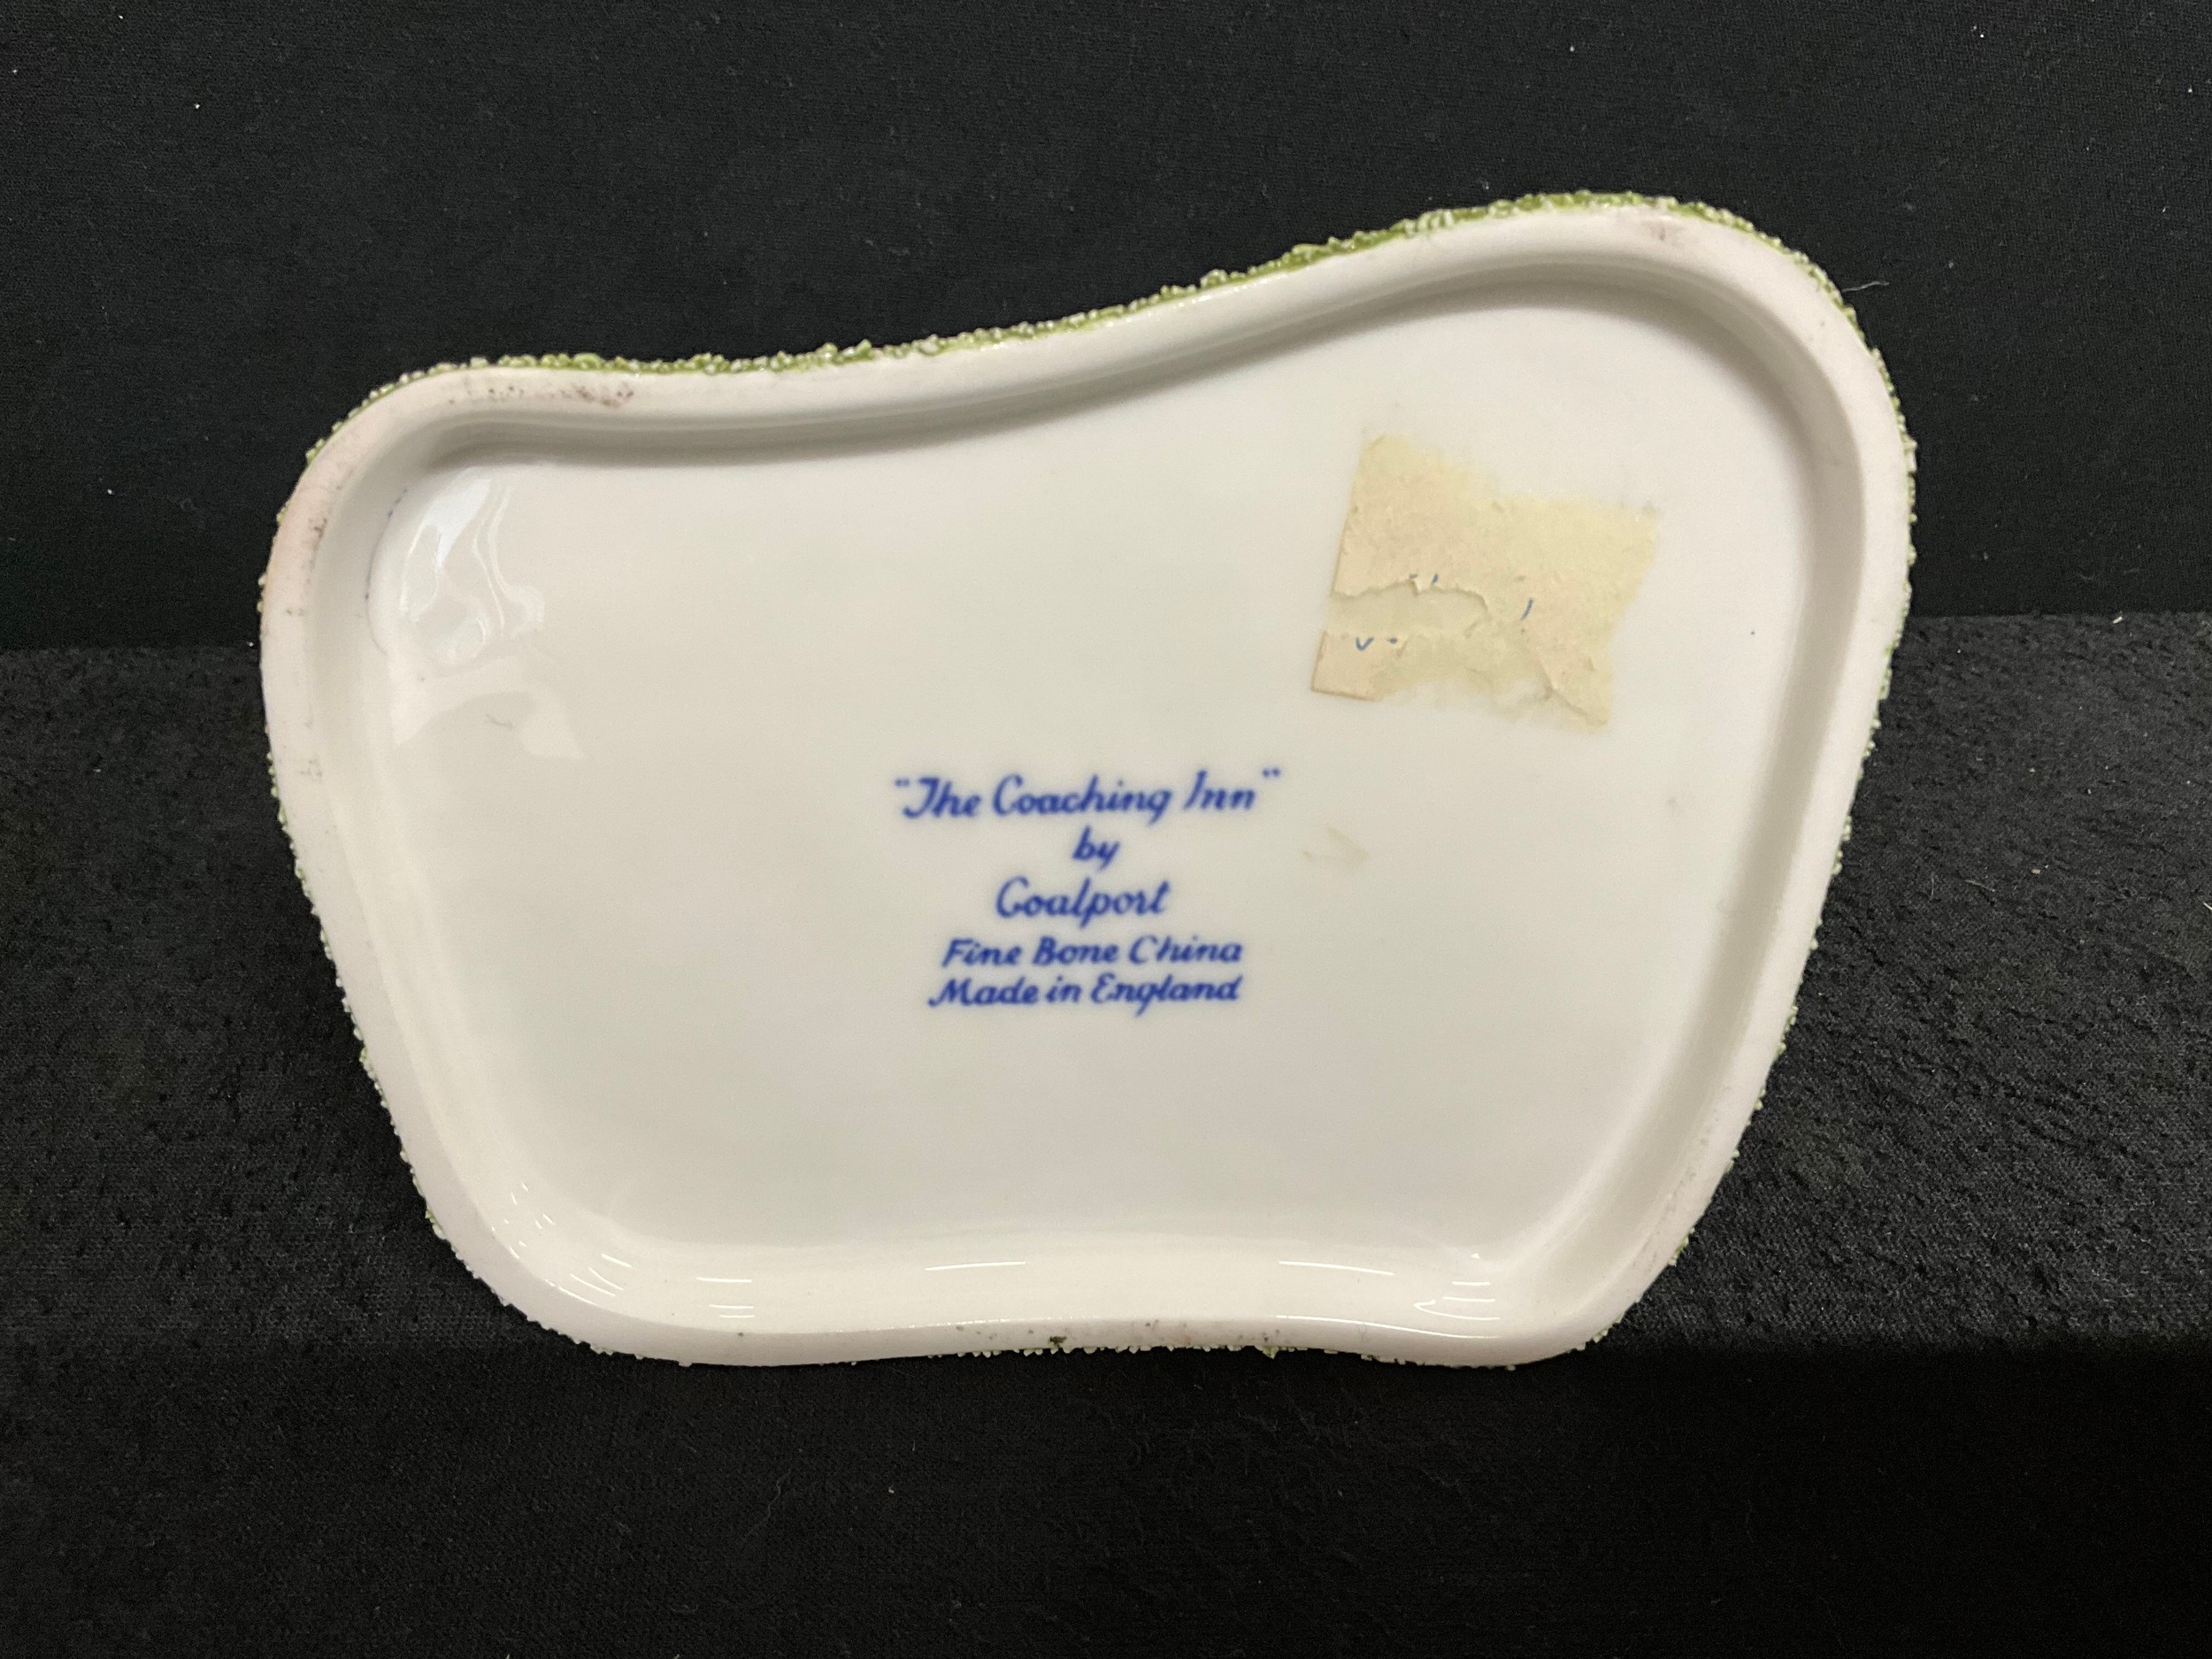 "The Coaching Inn"
by
Coalport
Fine Bone China
Made in England